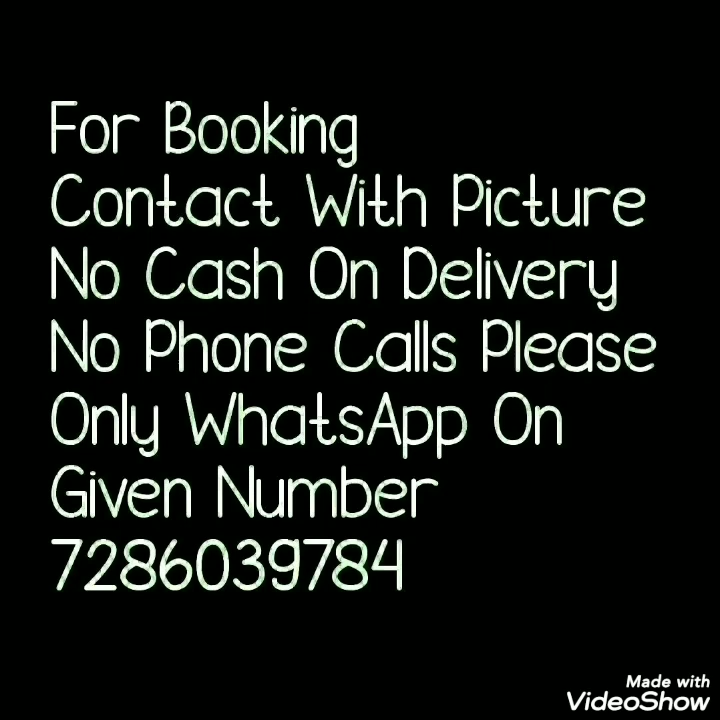 For Booking
Contact With Picture
No Cash On Delivery
No Phone Calls Please
Only WhatsApp On
Given Number
7286039784
Made with
VideoShow